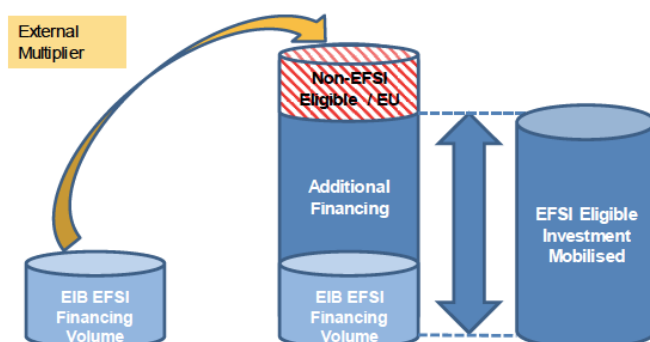 External
Multiplier
Non-EFSI
Eligible / EU
Additional
Financing
EFSI Eligible
Investment
Mobilised
EIB EFSI
Financing
Volume
EIB EFSI
Financing
Volume